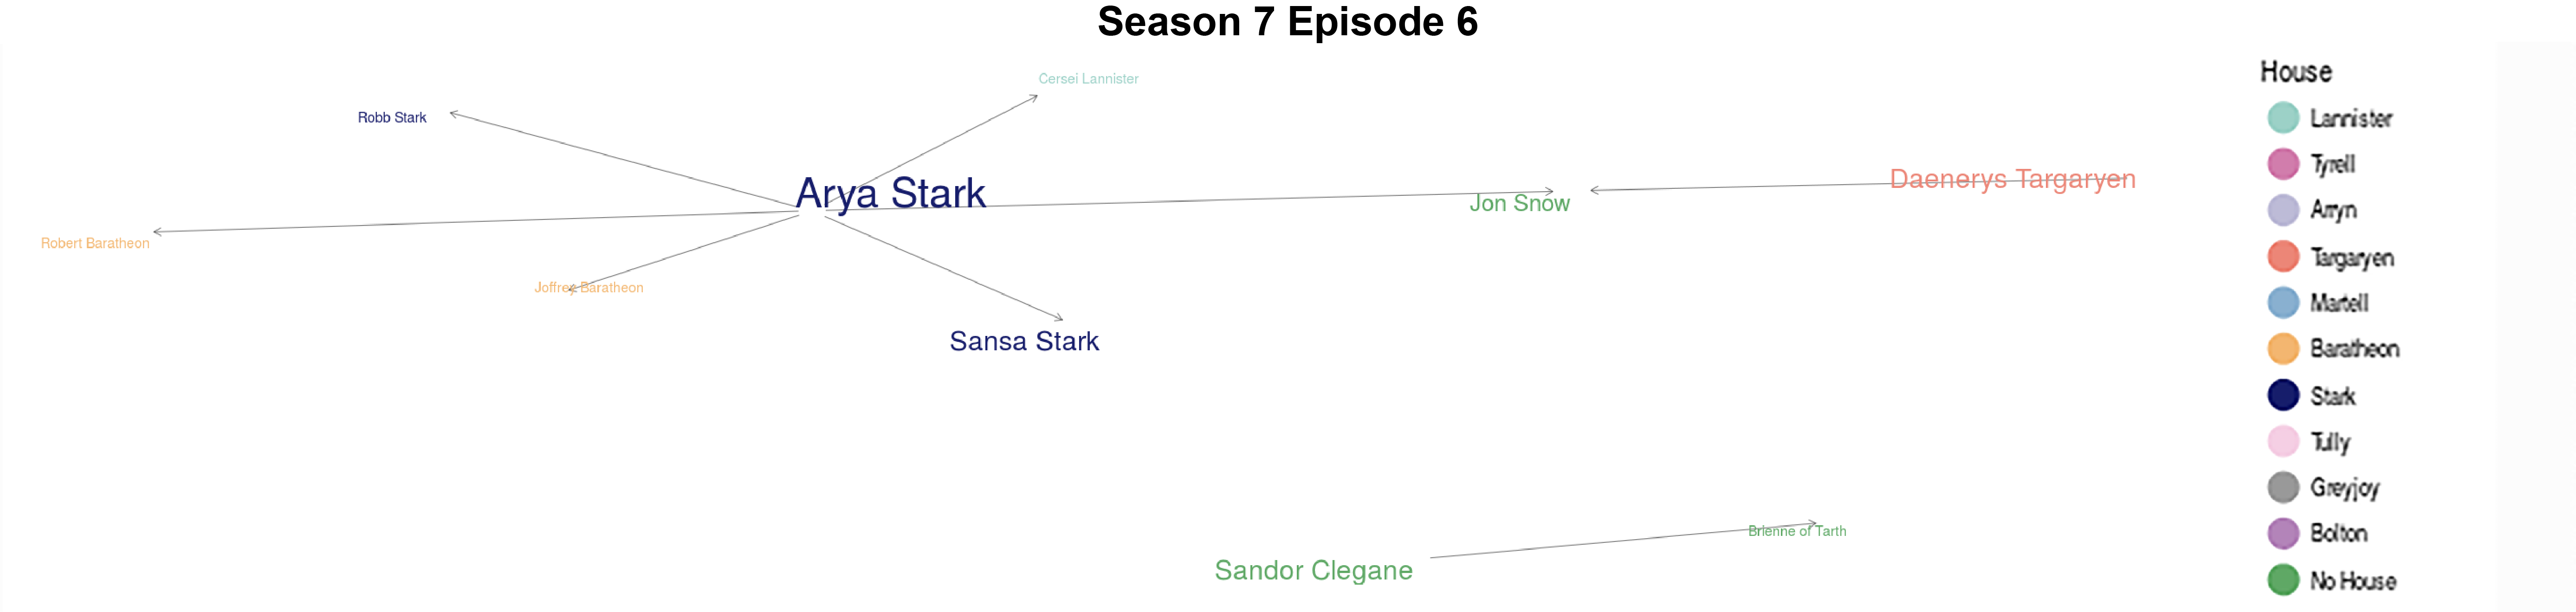 Season 7 Episode 6
Cersei Lannister
Robb Stark
Arya Stark
Daenerys Targaryen
Jon Snow
Robert Baratheon
Joffrey Baratheon
Sansa Stark
Brienne of Tarth
Sandor Clegane
House
Lannister
Tyrell
Arryn
Targaryen
Martell
Baratheon
Stark
Tully
Greyjoy
Bolton
No House